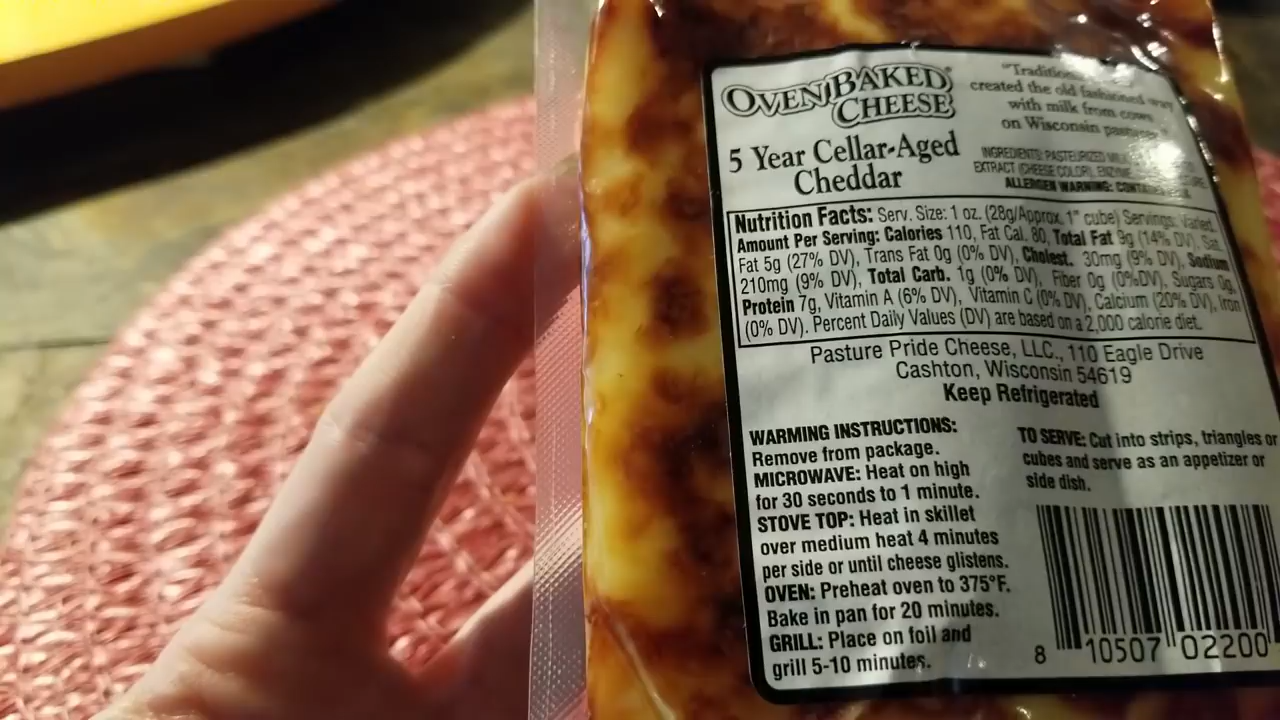 OVEN BAKED
CHEESE
5 Year Cellar-Aged
Cheddar
"Traditional
created the old fashioned way
with milk from cows
on Wisconsin pastures
INGREDIENTS: PASTEURIZED MILK
EXTRACT (CHEESE COLOR), ENZYME
ALLERGEN WARNING: CONTAINS MILK
Nutrition Facts: Serv. Size: 1 oz. (28g/Approx. 1" cube) Servings: Varied.
Amount Per Serving: Calories 110, Fat Cal. 80, Total Fat 9g (14% DV), Sat.
Fat 5g (27% DV), Trans Fat 0g (0% DV), Cholest. 30mg (9% DV), Sodium
210mg (9% DV), Total Carb. 1g (0% DV), Fiber 0g (0%DV), Sugars 0g,
Protein 7g, Vitamin A (6% DV), Vitamin C (0% DV), Calcium (20% DV), Iron
(0% DV). Percent Daily Values (DV) are based on a 2,000 calorie diet.
Pasture Pride Cheese, LLC., 110 Eagle Drive
Cashton, Wisconsin 54619
Keep Refrigerated
WARMING INSTRUCTIONS:
Remove from package.
MICROWAVE: Heat on high
for 30 seconds to 1 minute.
STOVE TOP: Heat in skillet
over medium heat 4 minutes
per side or until cheese glistens.
OVEN: Preheat oven to 375°F.
Bake in pan for 20 minutes.
GRILL: Place on foil and
grill 5-10 minutes.
TO SERVE: Cut into strips, triangles or
cubes and serve as an appetizer or
side dish.
8 10507 02200